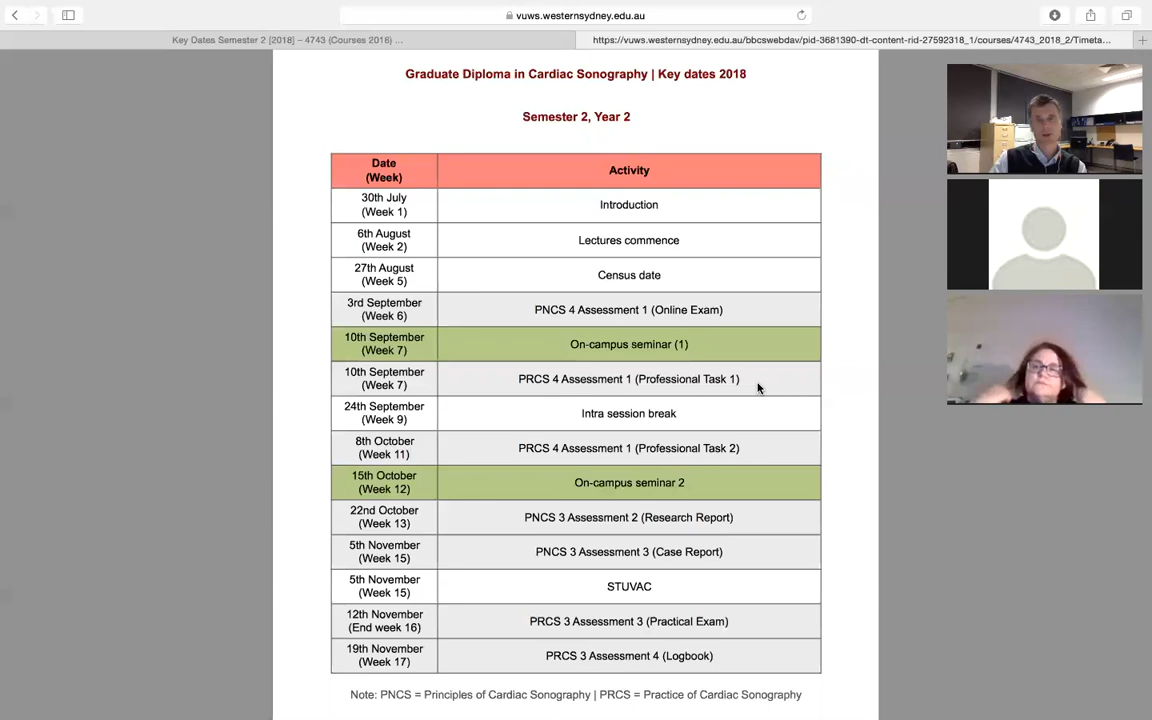 vuws.westernsydney.edu.au
Key Dates Semester 2 [2018] – 4743 (Courses 2016) ...
https://vuws.westernsydney.edu.au/bbcswebdav/pid-3681390-dt-content-rid-27592318_1/courses/4743_2018_2/Timeta...
Graduate Diploma in Cardiac Sonography | Key dates 2018
Semester 2, Year 2
Date
(Week)
Activity
30th July
(Week 1)
Introduction
6th August
(Week 2)
Lectures commence
27th August
(Week 5)
Census date
3rd September
(Week 6)
PNCS 4 Assessment 1 (Online Exam)
10th September
(Week 7)
On-campus seminar (1)
10th September
(Week 7)
PRCS 4 Assessment 1 (Professional Task 1)
24th September
(Week 9)
Intra session break
8th October
(Week 11)
PRCS 4 Assessment 1 (Professional Task 2)
15th October
(Week 12)
On-campus seminar 2
22nd October
(Week 13)
PNCS 3 Assessment 2 (Research Report)
5th November
(Week 15)
PNCS 3 Assessment 3 (Case Report)
5th November
(Week 15)
STUVAC
12th November
(End week 16)
PRCS 3 Assessment 3 (Practical Exam)
19th November
(Week 17)
PRCS 3 Assessment 4 (Logbook)
Note: PNCS = Principles of Cardiac Sonography | PRCS = Practice of Cardiac Sonography